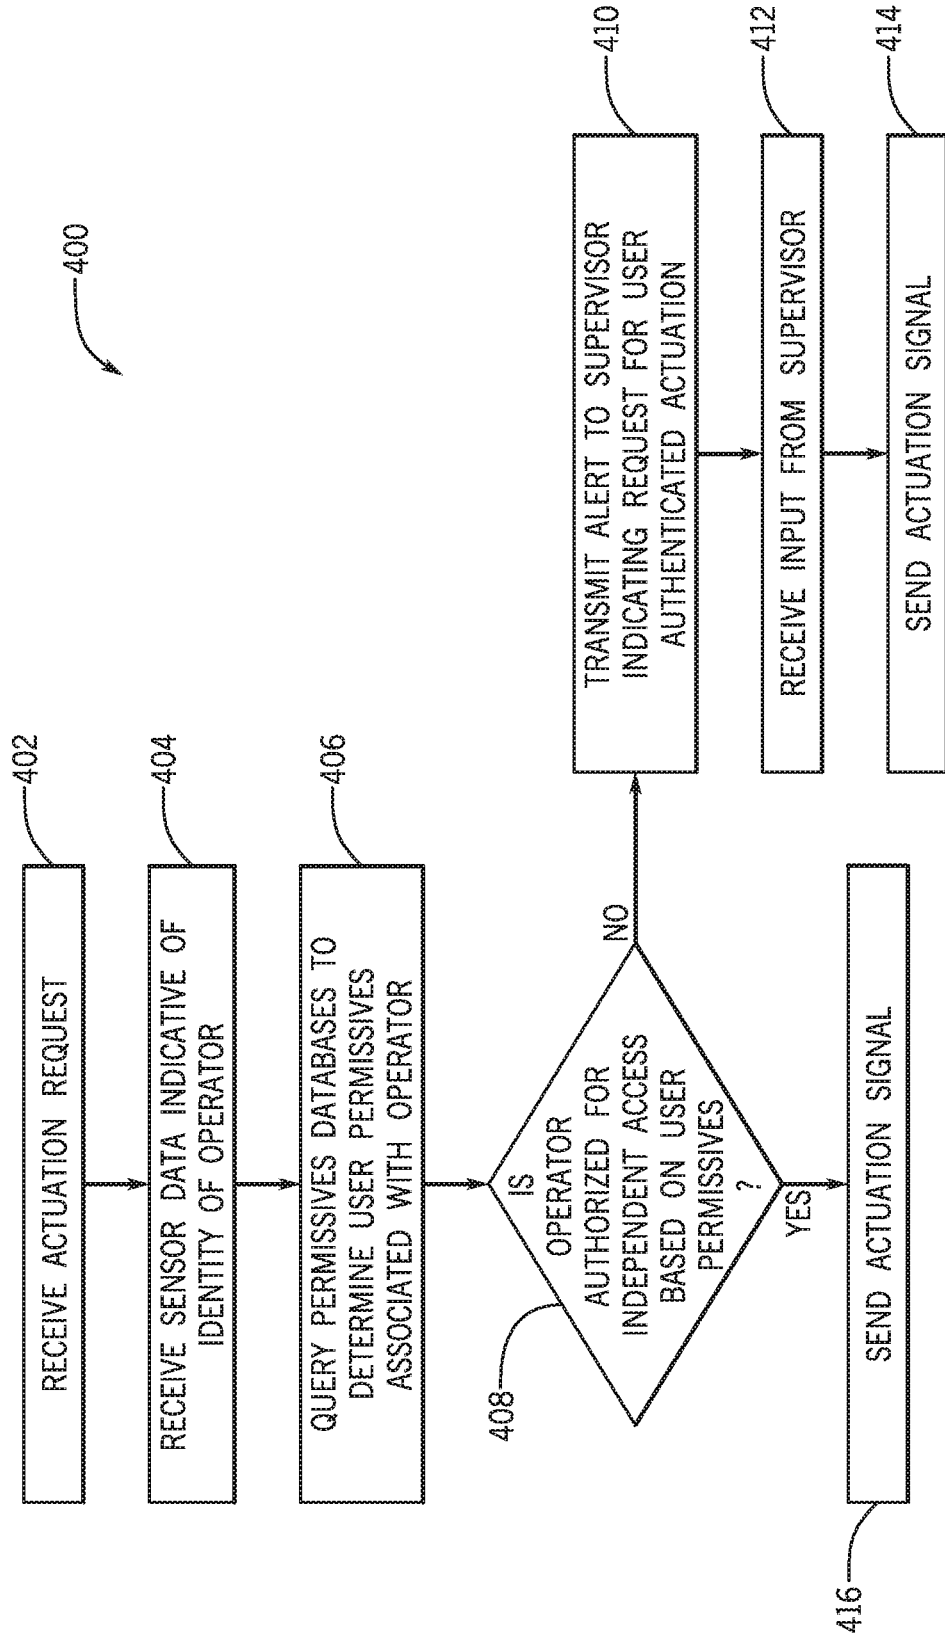 400
402
RECEIVE ACTUATION REQUEST
404
RECEIVE SENSOR DATA INDICATIVE OF
IDENTITY OF OPERATOR
406
QUERY PERMISSIVES DATABASES TO
DETERMINE USER PERMISSIVES
ASSOCIATED WITH OPERATOR
408
IS
OPERATOR
AUTHORIZED FOR
INDEPENDENT ACCESS
BASED ON USER
PERMISSIVES
?
NO
YES
410
TRANSMIT ALERT TO SUPERVISOR
INDICATING REQUEST FOR USER
AUTHENTICATED ACTUATION
412
RECEIVE INPUT FROM SUPERVISOR
414
SEND ACTUATION SIGNAL
416
SEND ACTUATION SIGNAL